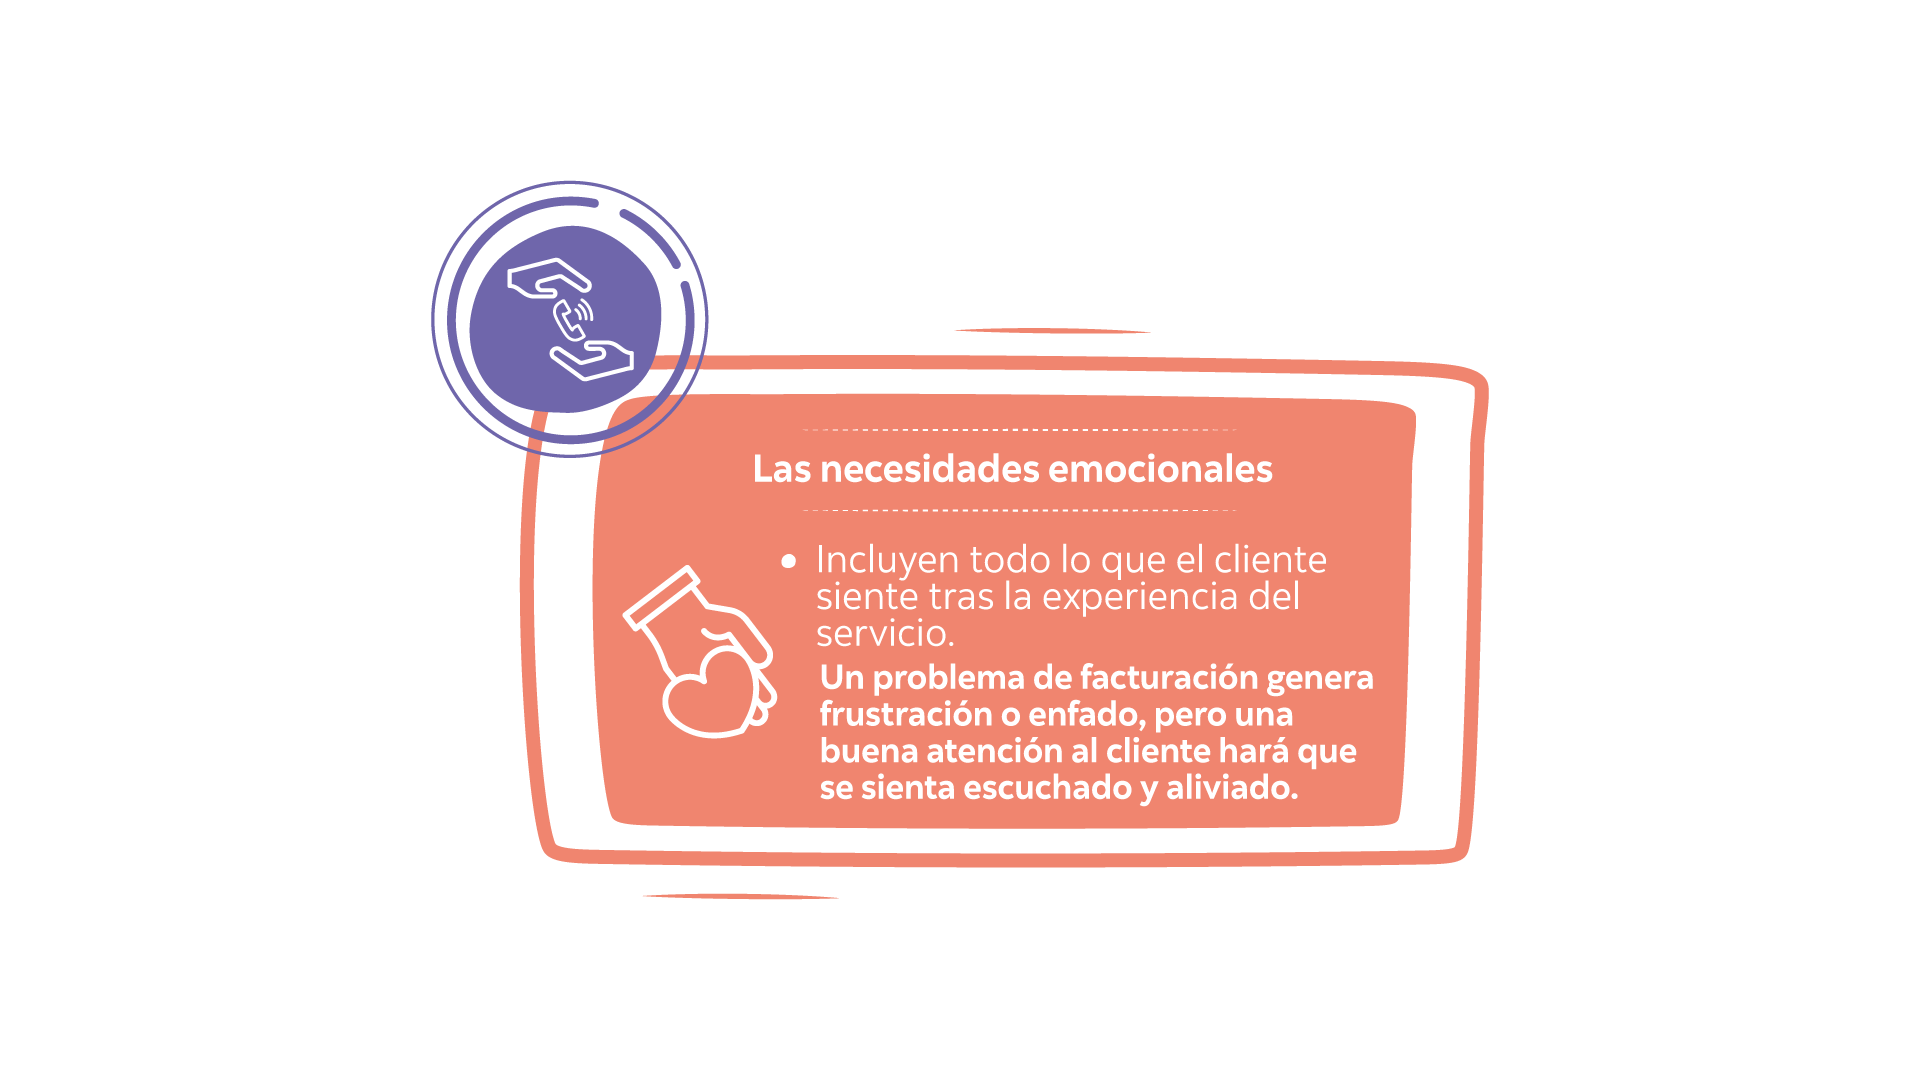 Las necesidades emocionales
• Incluyen todo lo que el cliente
siente tras la experiencia del
servicio.
Un problema de facturación genera
frustración o enfado, pero una
buena atención al cliente hará que
se sienta escuchado y aliviado.